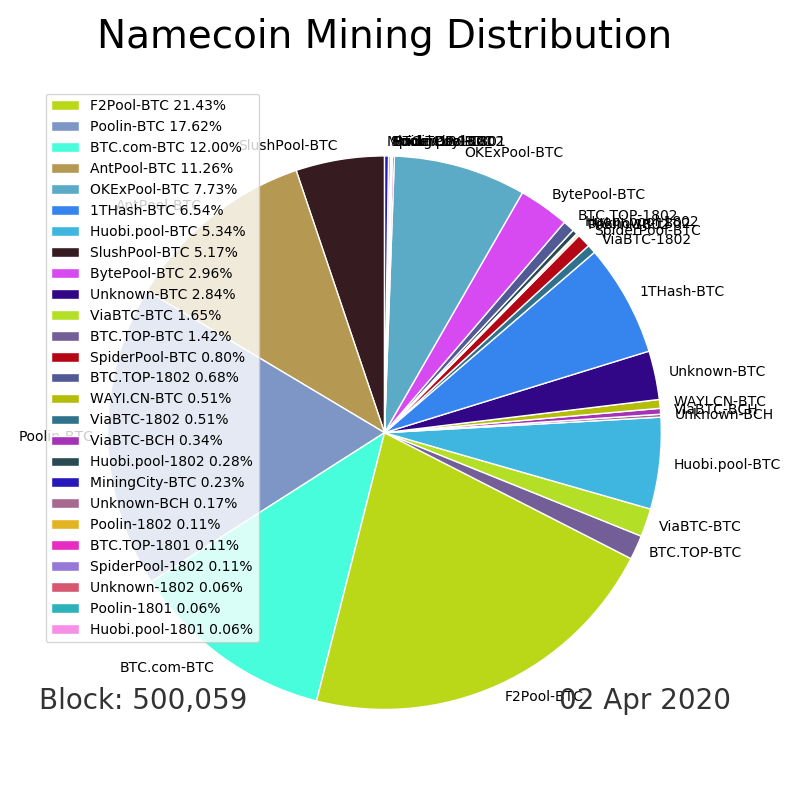 Namecoin Mining Distribution
F2Pool-BTC 21.43%
Poolin-BTC 17.62%
BTC.com-BTC 12.00%
AntPool-BTC 11.26%
OKExPool-BTC 7.73%
1THash-BTC 6.54%
Huobi.pool-BTC 5.34%
SlushPool-BTC 5.17%
BytePool-BTC 2.96%
Unknown-BTC 2.84%
ViaBTC-BTC 1.65%
BTC.TOP-BTC 1.42%
SpiderPool-BTC 0.80%
BTC.TOP-1802 0.68%
WAYI.CN-BTC 0.51%
ViaBTC-1802 0.51%
ViaBTC-BCH 0.34%
Huobi.pool-1802 0.28%
MiningCity-BTC 0.23%
Unknown-BCH 0.17%
Poolin-1802 0.11%
BTC.TOP-1801 0.11%
SpiderPool-1802 0.11%
Unknown-1802 0.06%
Poolin-1801 0.06%
Huobi.pool-1801 0.06%
SlushPool-BTC
OKExPool-BTC
BytePool-BTC
BTC.TOP-1802
SpiderPool-BTC
ViaBTC-1802
1THash-BTC
Unknown-BTC
WAYI.CN-BTC
ViaBTC-BCH
Unknown-BCH
Huobi.pool-BTC
ViaBTC-BTC
BTC.TOP-BTC
F2Pool-BTC
BTC.com-BTC
Poolin-BTC
AntPool-BTC
Block: 500,059
02 Apr 2020